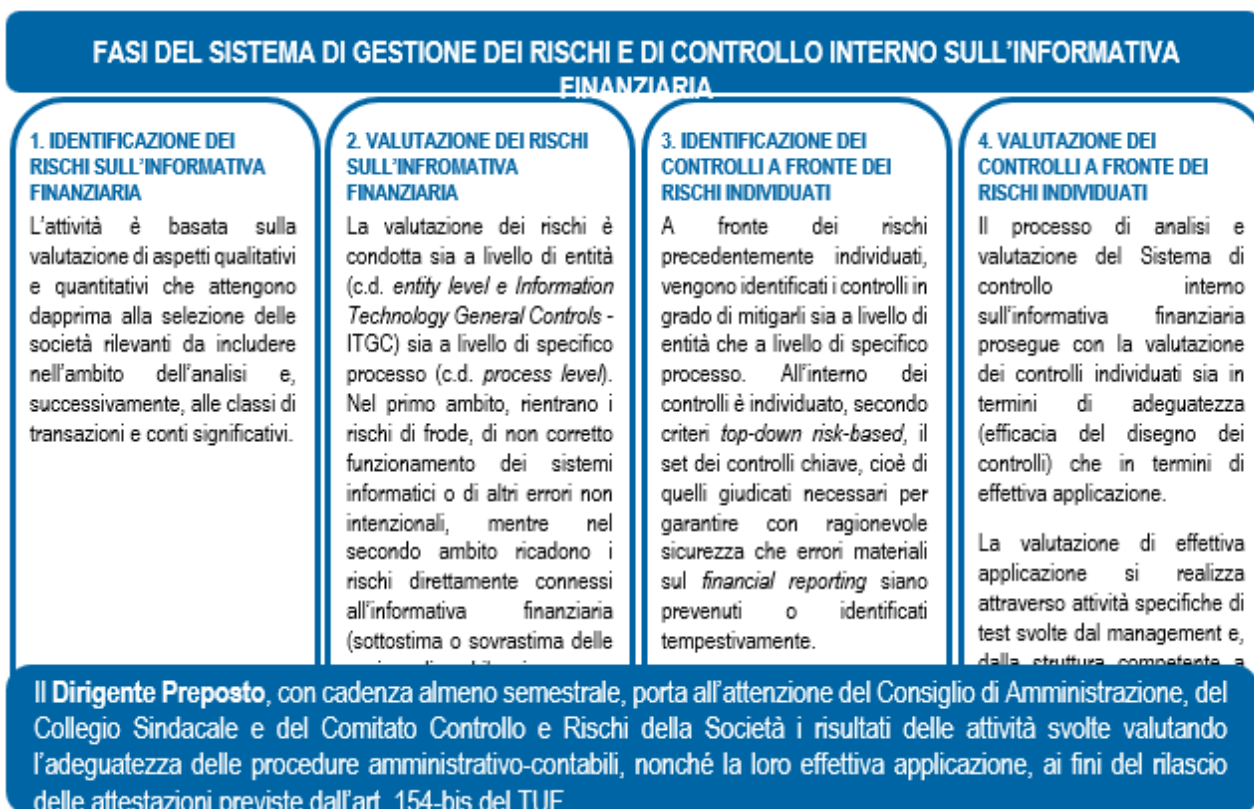 FASI DEL SISTEMA DI GESTIONE DEI RISCHI E DI CONTROLLO INTERNO SULL'INFORMATIVA
FINANZIARIA
1. IDENTIFICAZIONE DEI
RISCHI SULL'INFORMATIVA
FINANZIARIA
L'attività è basata sulla
valutazione di aspetti qualitativi
e quantitativi che attengono
dapprima alla selezione delle
società rilevanti da includere
nell'ambito dell'analisi e,
successivamente, alle classi di
transazioni e conti significativi.
2. VALUTAZIONE DEI RISCHI
SULL'INFROMATIVA
FINANZIARIA
La valutazione dei rischi è
condotta sia a livello di entità
(c.d. entity level e Information
Technology General Controls -
ITGC) sia a livello di specifico
processo (c.d. process level).
Nel primo ambito, rientrano i
rischi di frode, di non corretto
funzionamento dei sistemi
informatici o di altri errori non
intenzionali, mentre nel
secondo ambito ricadono i
rischi direttamente connessi
all'informativa finanziaria
(sottostima o sovrastima delle
3. IDENTIFICAZIONE DEI
CONTROLLI A FRONTE DEI
RISCHI INDIVIDUATI
A fronte dei rischi
precedentemente individuati,
vengono identificati i controlli in
grado di mitigarli sia a livello di
entità che a livello di specifico
processo. All'interno dei
controlli è individuato, secondo
criteri top-down risk-based, il
set dei controlli chiave, cioè di
quelli giudicati necessari per
garantire con ragionevole
sicurezza che errori materiali
sul financial reporting siano
prevenuti o identificati
tempestivamente.
4. VALUTAZIONE DEI
CONTROLLI A FRONTE DEI
RISCHI INDIVIDUATI
Il processo di analisi e
valutazione del Sistema di
controllo interno
sull'informativa finanziaria
prosegue con la valutazione
dei controlli individuati sia in
termini di adeguatezza
(efficacia del disegno dei
controlli) che in termini di
effettiva applicazione.
La valutazione di effettiva
applicazione si realizza
attraverso attività specifiche di
test svolte dal management e,
dalla struttura competente a
Il Dirigente Preposto, con cadenza almeno semestrale, porta all'attenzione del Consiglio di Amministrazione, del
Collegio Sindacale e del Comitato Controllo e Rischi della Società i risultati delle attività svolte valutando
l'adeguatezza delle procedure amministrativo-contabili, nonché la loro effettiva applicazione, ai fini del rilascio
delle attestazioni previste dall'art. 154-bis del TUF